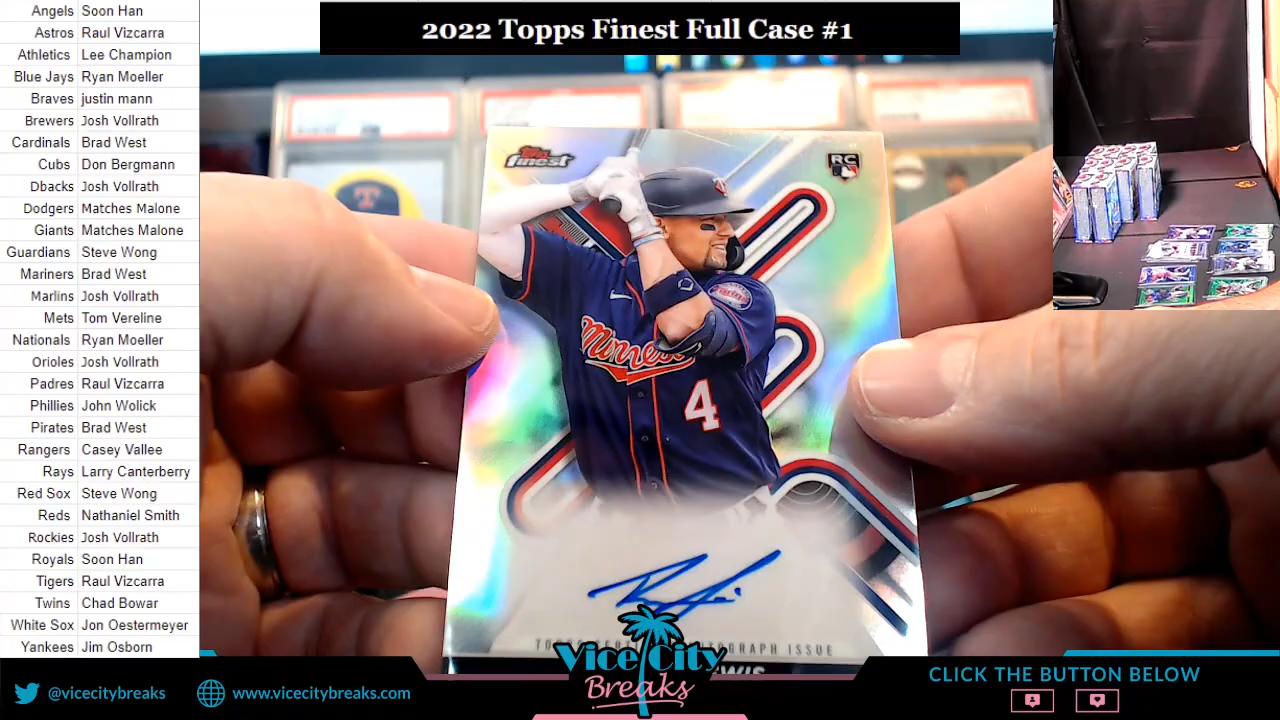 2022 Topps Finest Full Case #1
Angels Soon Han
Astros Raul Vizcarra
Athletics Lee Champion
Blue Jays Ryan Moeller
Braves justin mann
Brewers Josh Vollrath
Cardinals Brad West
Cubs Don Bergmann
Dbacks Josh Vollrath
Dodgers Matches Malone
Giants Matches Malone
Guardians Steve Wong
Mariners Brad West
Marlins Josh Vollrath
Mets Tom Vereline
Nationals Ryan Moeller
Orioles Josh Vollrath
Padres Raul Vizcarra
Phillies John Wolick
Pirates Brad West
Rangers Casey Vallee
Rays Larry Canterberry
Red Sox Steve Wong
Reds Nathaniel Smith
Rockies Josh Vollrath
Royals Soon Han
Tigers Raul Vizcarra
Twins Chad Bowar
White Sox Jon Oestermeyer
Yankees Jim Osborn
Topps
finest
RC
T
Twins
4
AUTOGRAPH ISSUE
Vice City
Breaks
@vicecitybreaks
www.vicecitybreaks.com
CLICK THE BUTTON BELOW